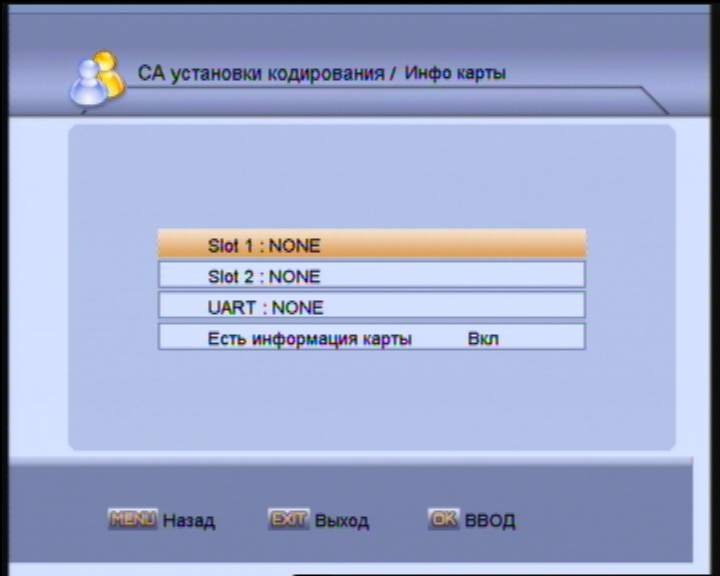 CA установки кодирования / Инфо карты
Slot 1 : NONE
Slot 2 : NONE
UART : NONE
Есть информация карты Вкл
MENU Назад EXIT Выход OK ВВОД